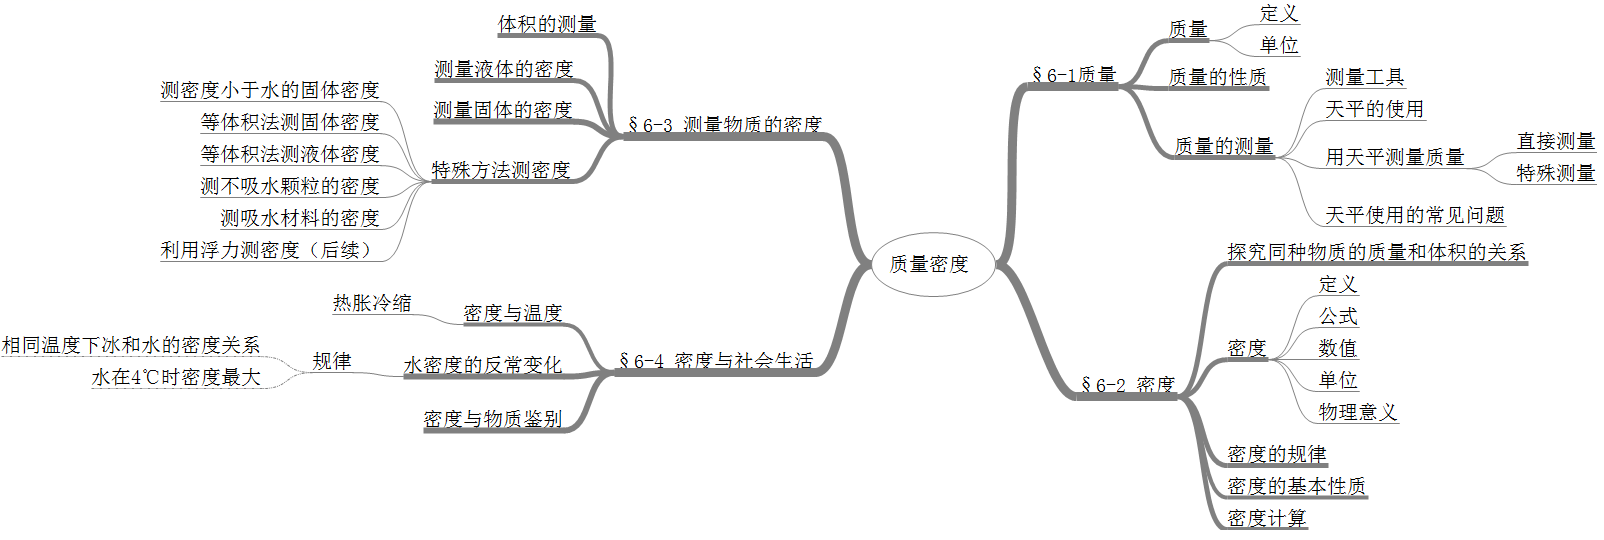 质量密度
§6-1质量
质量
定义
单位
质量的性质
质量的测量
测量工具
天平的使用
用天平测量质量
直接测量
特殊测量
天平使用的常见问题
§6-2 密度
探究同种物质的质量和体积的关系
密度
定义
公式
数值
单位
物理意义
密度的规律
密度的基本性质
密度计算
§6-3 测量物质的密度
体积的测量
测量液体的密度
测量固体的密度
特殊方法测密度
测密度小于水的固体密度
等体积法测固体密度
等体积法测液体密度
测不吸水颗粒的密度
测吸水材料的密度
利用浮力测密度（后续）
§6-4 密度与社会生活
密度与温度
热胀冷缩
水密度的反常变化
规律
相同温度下冰和水的密度关系
水在4℃时密度最大
密度与物质鉴别